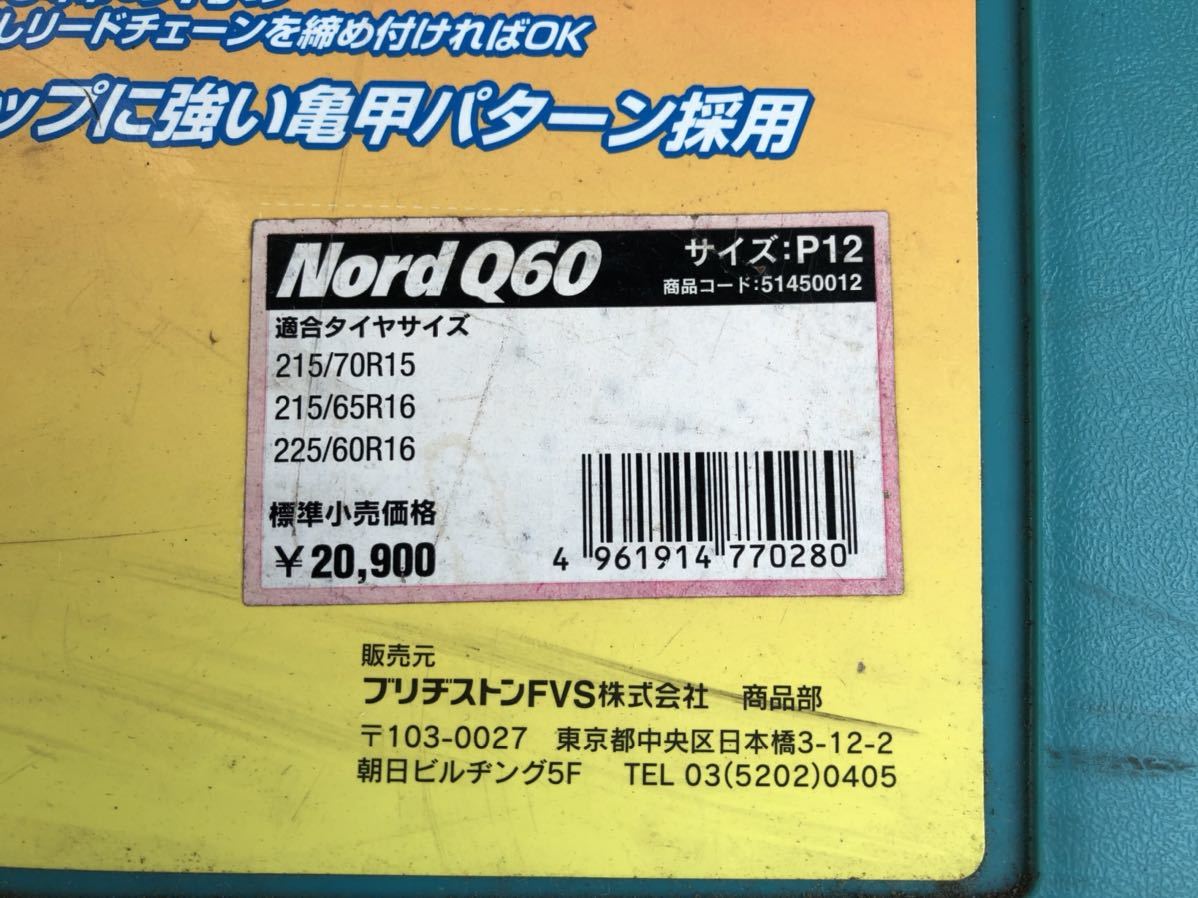 しリードチェーンを締め付ければOK
ップに強い亀甲パターン採用
Nord Q60
サイズ:P12
商品コード:51450012
適合タイヤサイズ
215/70R15
215/65R16
225/60R16
標準小売価格
¥20,900
4 961914 770280
販売元
ブリヂストンFVS株式会社 商品部
〒103-0027 東京都中央区日本橋3-12-2
朝日ビルヂング5F TEL 03(5202)0405